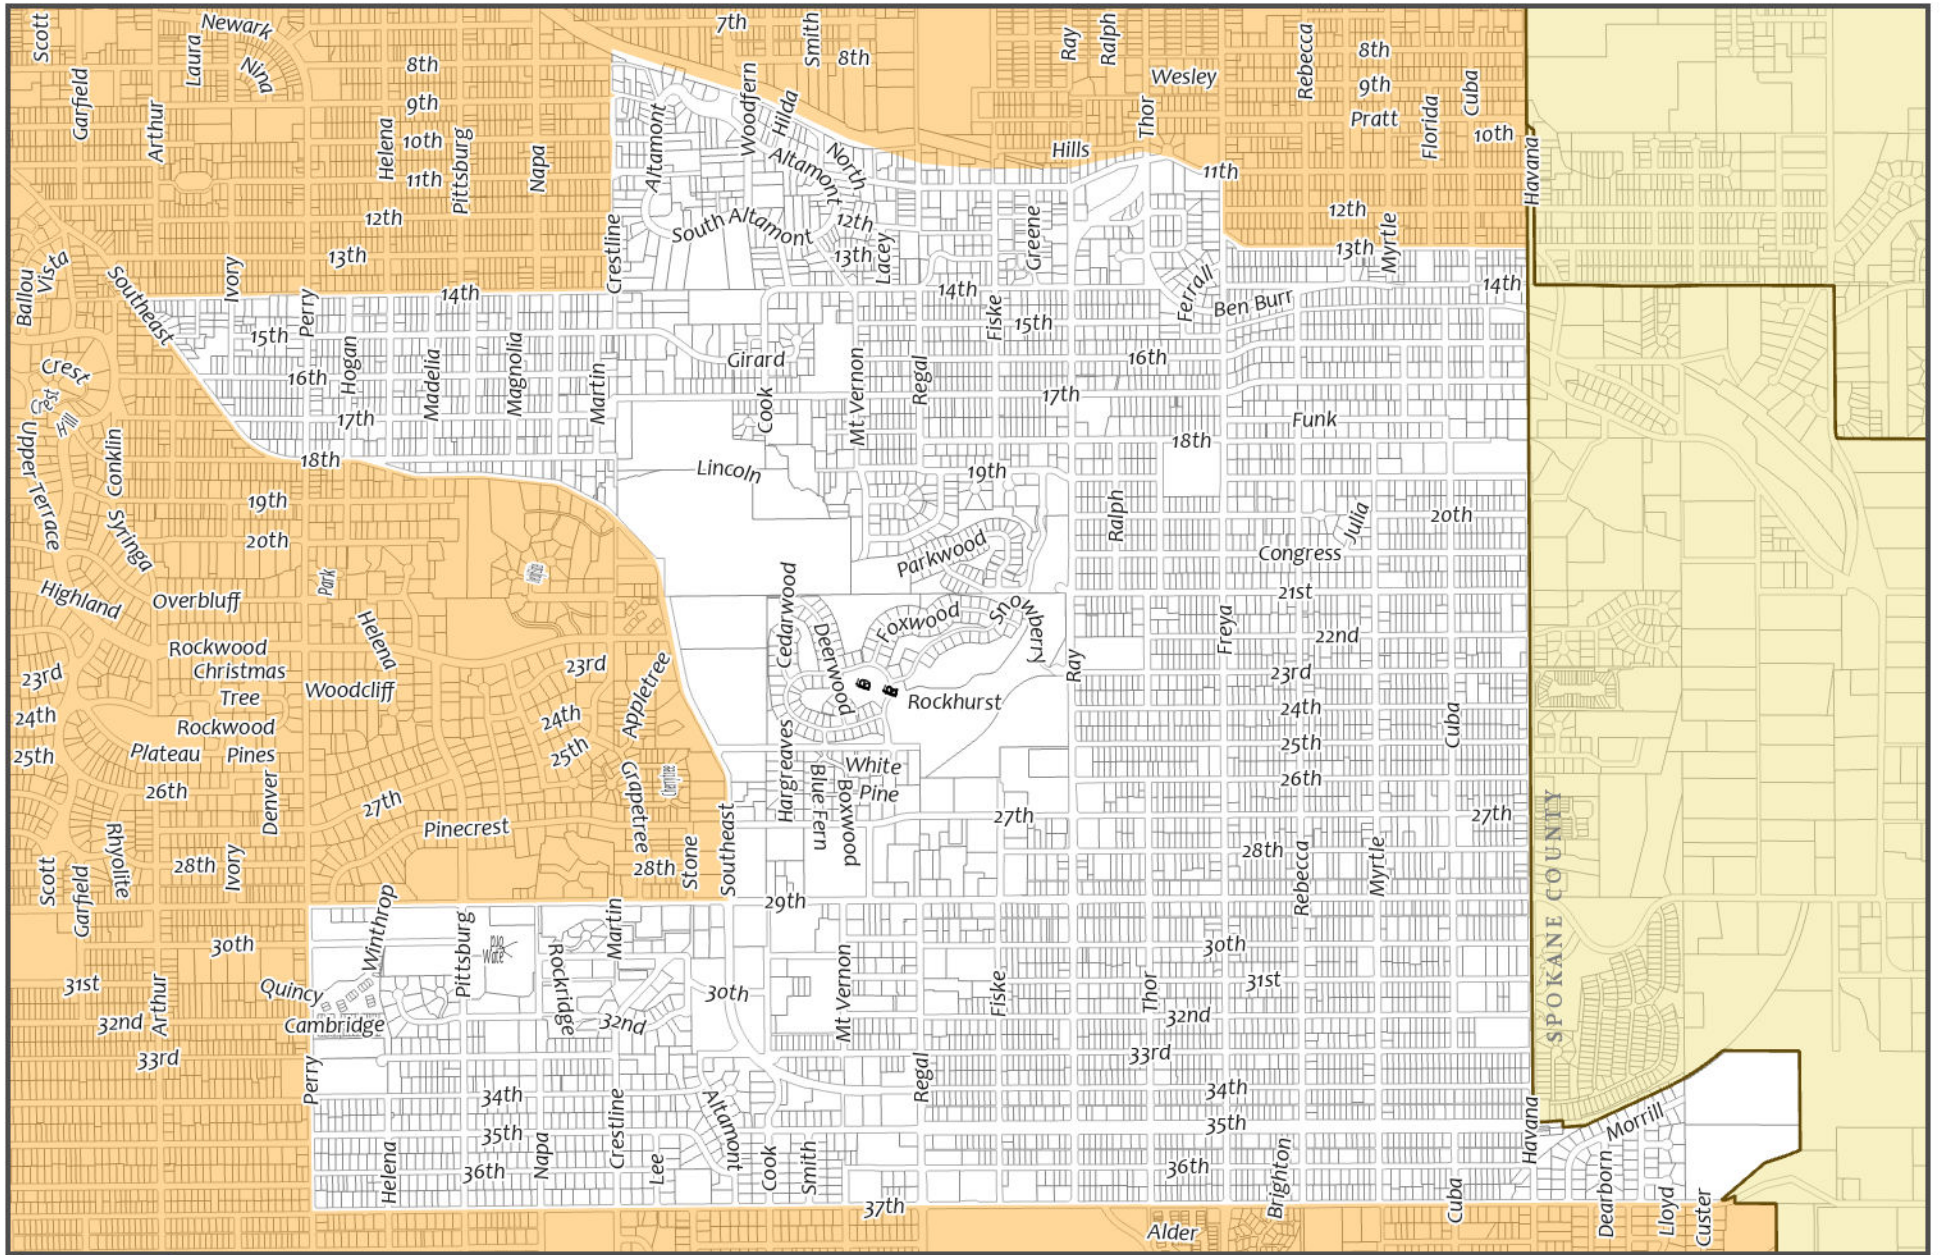 Scott
Newark
7th
Smith
Ray
Ralph
Laura
Nina
8th
8th
Wesley
Rebecca
8th
Garfield
9th
Woodfern
Hilda
9th
Cuba
Arthur
Helena
10th
Pittsburg
Napa
Altamont
Altamont
North
Hills
Thor
Pratt
Florida
10th
11th
11th
Havana
12th
South Altamont
12th
Greene
12th
Myrtle
Ballou
Vista
Southeast
Ivory
13th
Crestline
13th
Lacey
Ferrall
13th
Perry
14th
14th
Fiske
Ben Burr
14th
15th
15th
Hogan
Madelia
Magnolia
Martin
Girard
Mt Vernon
Regal
16th
Crest
Crest
Hill
16th
17th
Cook
17th
Funk
Upper Terrace
Conklin
18th
18th
Lincoln
19th
19th
Syringa
Ralph
Julia
20th
20th
Parkwood
Congress
Highland
Overbluff
Park
Cedarwood
21st
Helena
Deerwood
Foxwood
Snowberry
Freya
22nd
Rockwood
23rd
Christmas
Tree
Woodcliff
23rd
Appletree
Ray
23rd
24th
Rockwood
24th
Rockhurst
24th
Cuba
25th
Plateau
Pines
25th
Hargreaves
25th
26th
Denver
27th
Grapetree
Cherrytree
Blue Fern
Boxwood
White
Pine
26th
Rhyolite
Pinecrest
Southeast
27th
27th
Scott
Garfield
28th
Ivory
28th
Stone
28th
Rebecca
Myrtle
SPOKANE COUNTY
29th
30th
Winthrop
Pittsburg
Rockridge
Martin
Mt Vernon
30th
31st
Arthur
Quincy
30th
Fiske
Thor
31st
32nd
Cambridge
32nd
32nd
33rd
Perry
33rd
34th
Crestline
Altamont
Regal
34th
35th
35th
Havana
Morrill
Helena
36th
Napa
Lee
Cook
Smith
36th
Brighton
Cuba
Dearborn
Lloyd
Custer
37th
Alder